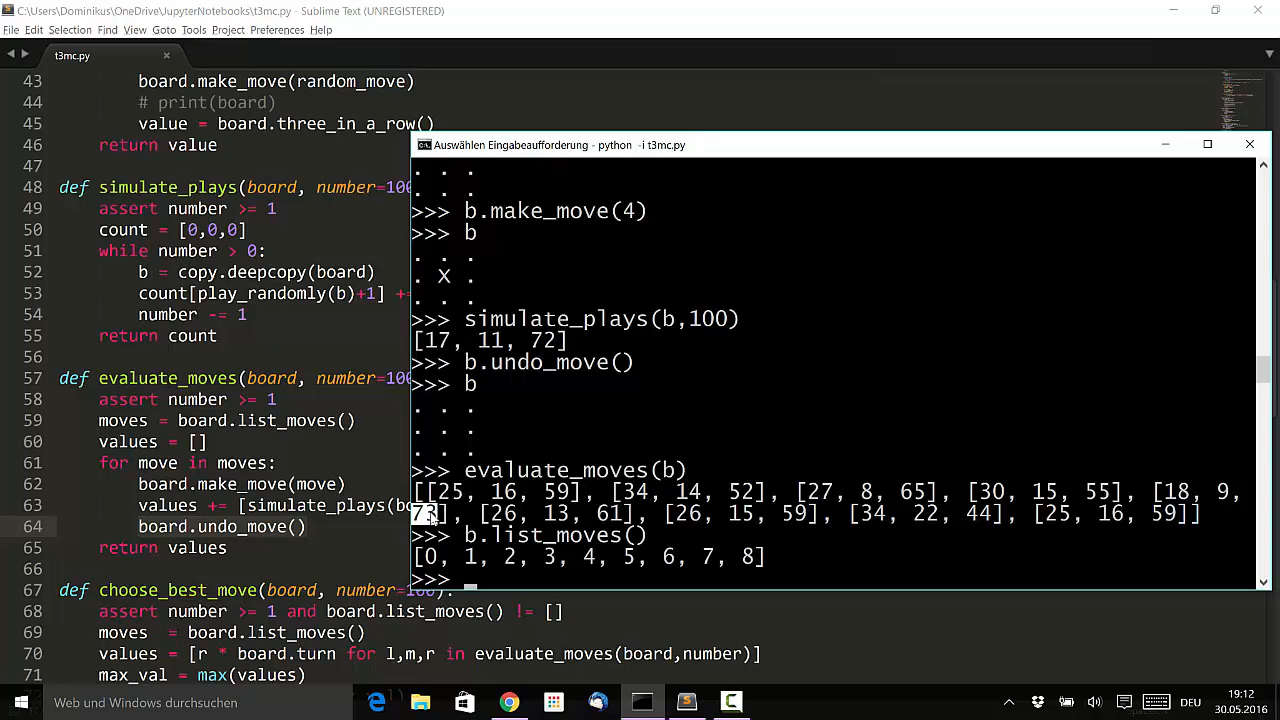 C:\Users\Dominikus\OneDrive\JupyterNotebooks\t3mc.py - Sublime Text (UNREGISTERED)
File Edit Selection Find View Goto Tools Project Preferences Help
t3mc.py
43 board.make_move(random_move)
44 # print(board)
45 value = board.three_in_a_row()
46 return value
47
48 def simulate_plays(board, number=100
49 assert number >= 1
50 count = [0,0,0]
51 while number > 0:
52 b = copy.deepcopy(board)
53 count[play_randomly(b)+1] +=
54 number -= 1
55 return count
56
57 def evaluate_moves(board, number=100
58 assert number >= 1
59 moves = board.list_moves()
60 values = []
61 for move in moves:
62 board.make_move(move)
63 values += [simulate_plays(bo
64 board.undo_move()
65 return values
66
67 def choose_best_move(board, number=100):
68 assert number >= 1 and board.list_moves() != []
69 moves = board.list_moves()
70 values = [r * board.turn for l,m,r in evaluate_moves(board,number)]
71 max_val = max(values)
Auswählen Eingabeaufforderung - python -i t3mc.py
. . .
. . .
>>> b.make_move(4)
>>> b
. . .
. X .
. . .
>>> simulate_plays(b,100)
[17, 11, 72]
>>> b.undo_move()
>>> b
. . .
. . .
. . .
>>> evaluate_moves(b)
[[25, 16, 59], [34, 14, 52], [27, 8, 65], [30, 15, 55], [18, 9,
73], [26, 13, 61], [26, 15, 59], [34, 22, 44], [25, 16, 59]]
>>> b.list_moves()
[0, 1, 2, 3, 4, 5, 6, 7, 8]
>>>
Web und Windows durchsuchen
DEU
19:12
30.05.2016